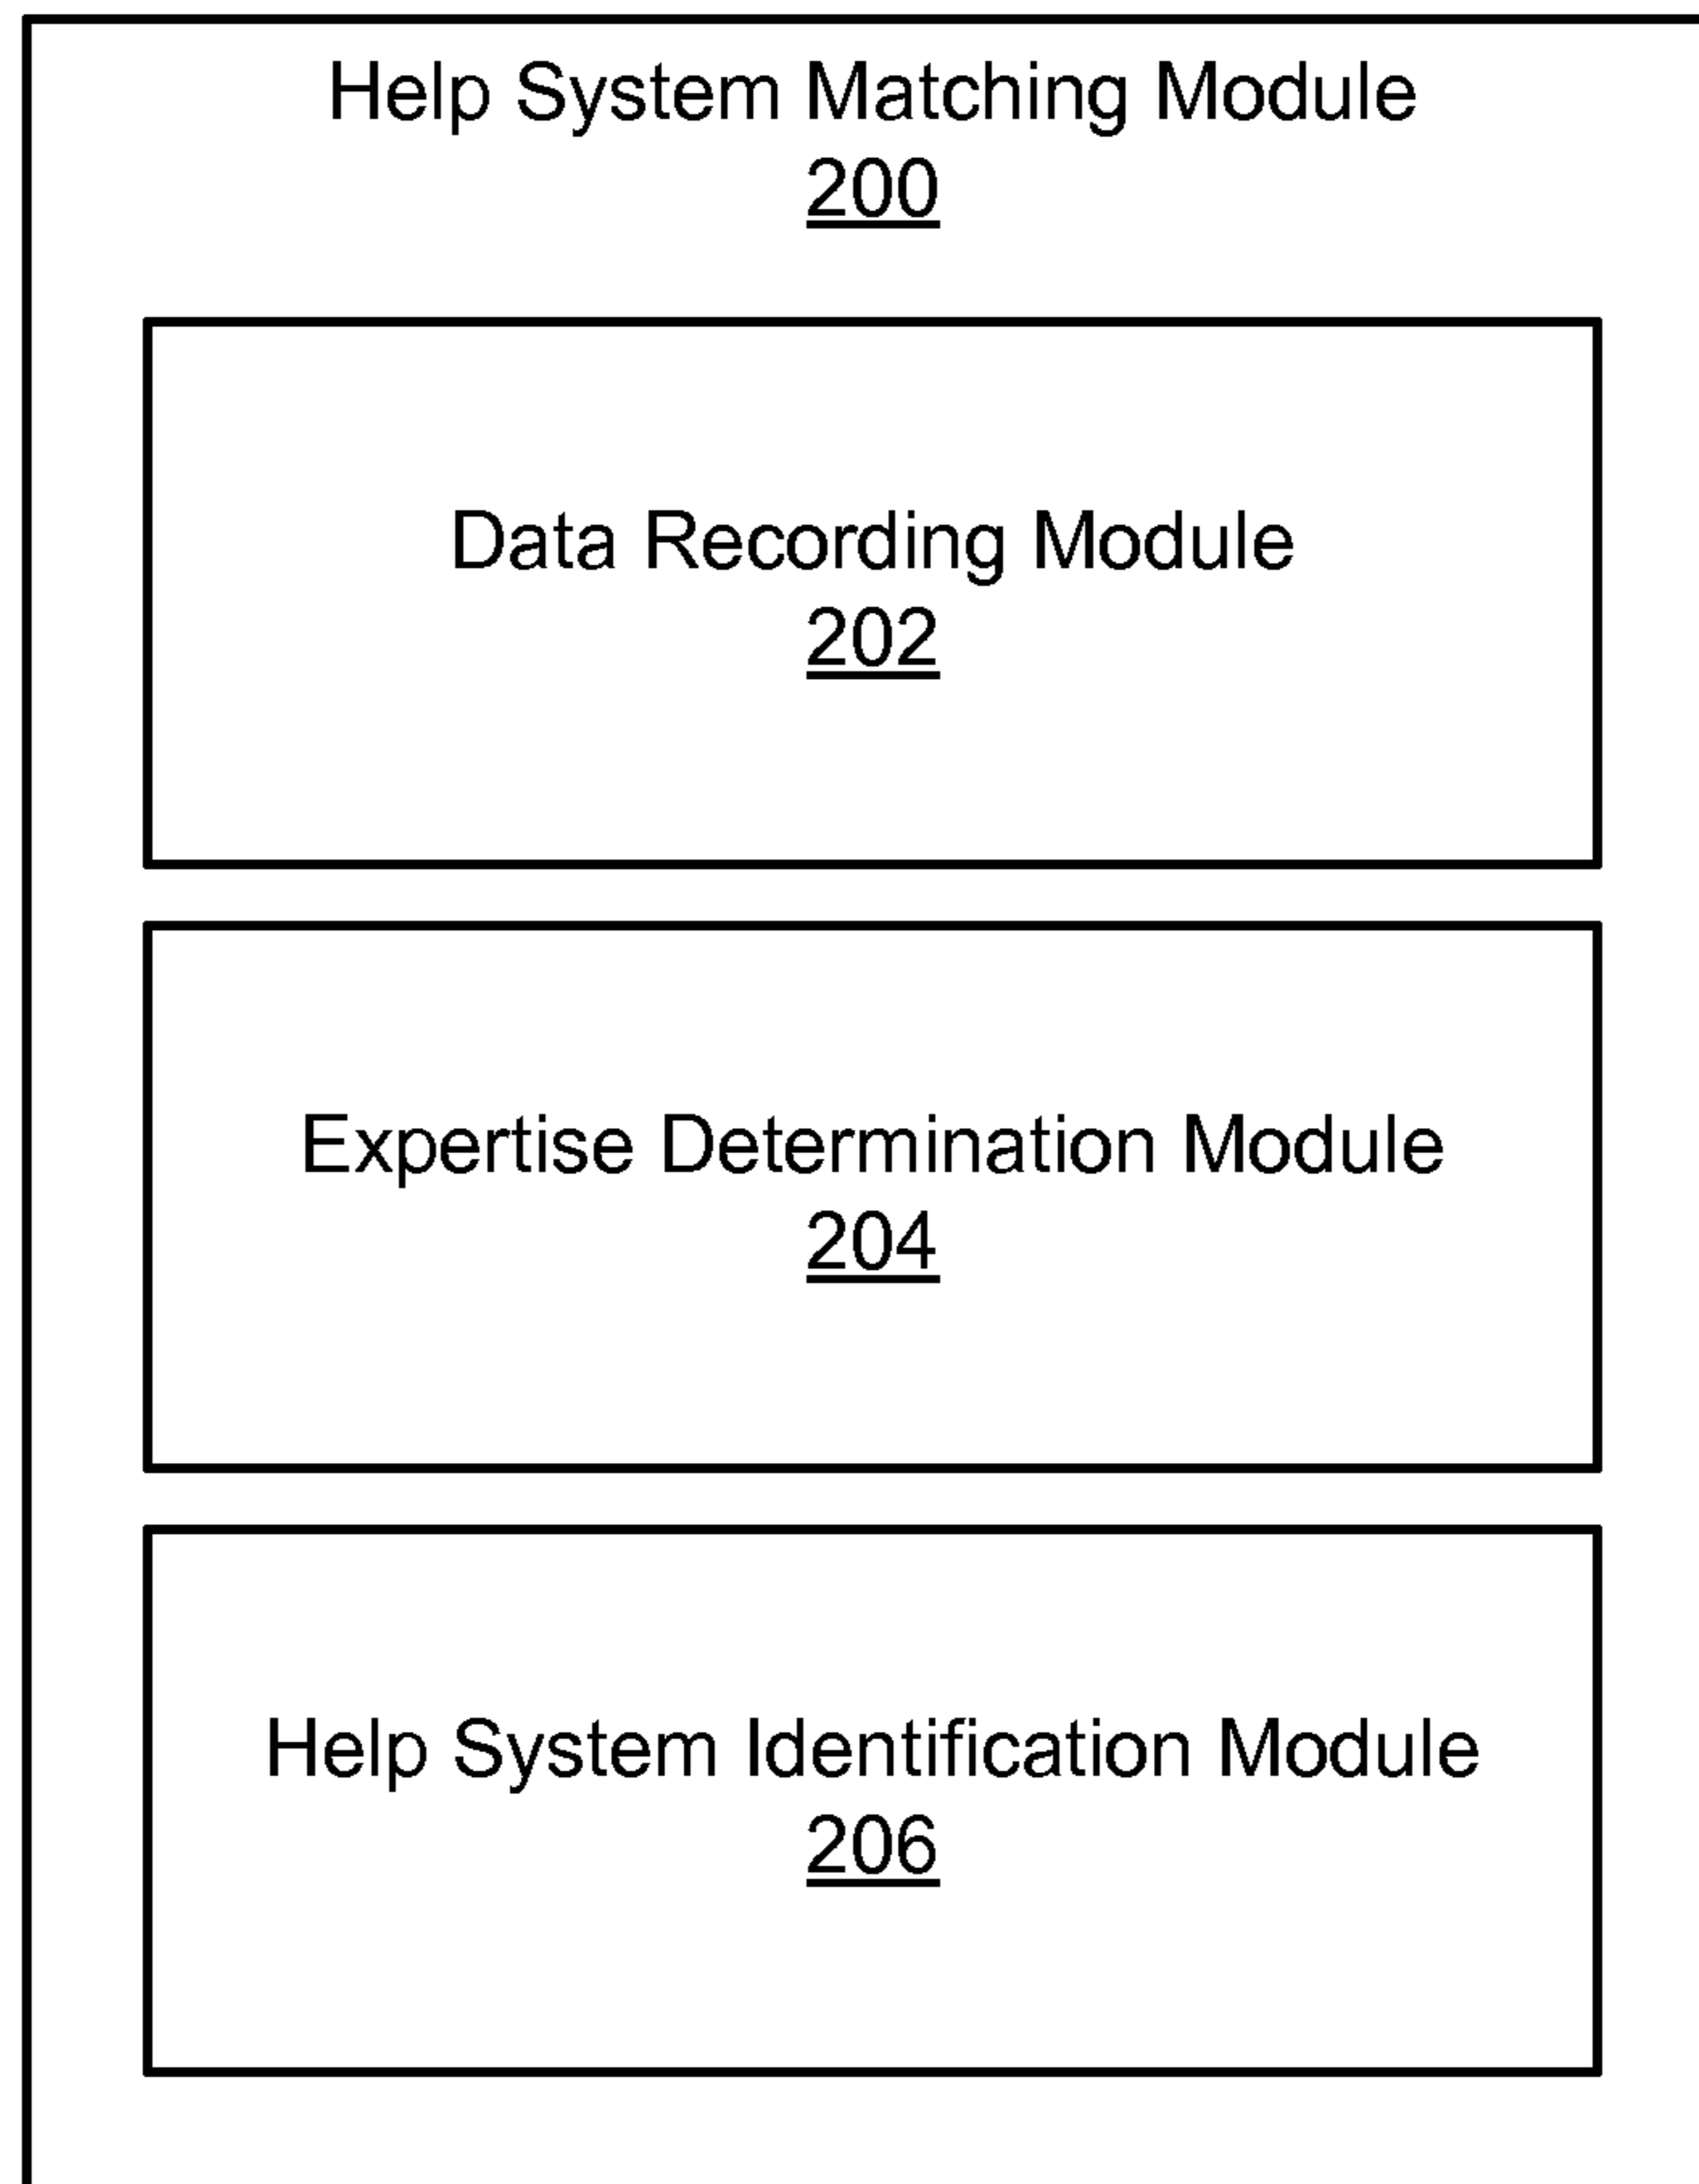 Help System Matching Module
200
Data Recording Module
202
Expertise Determination Module
204
Help System Identification Module
206